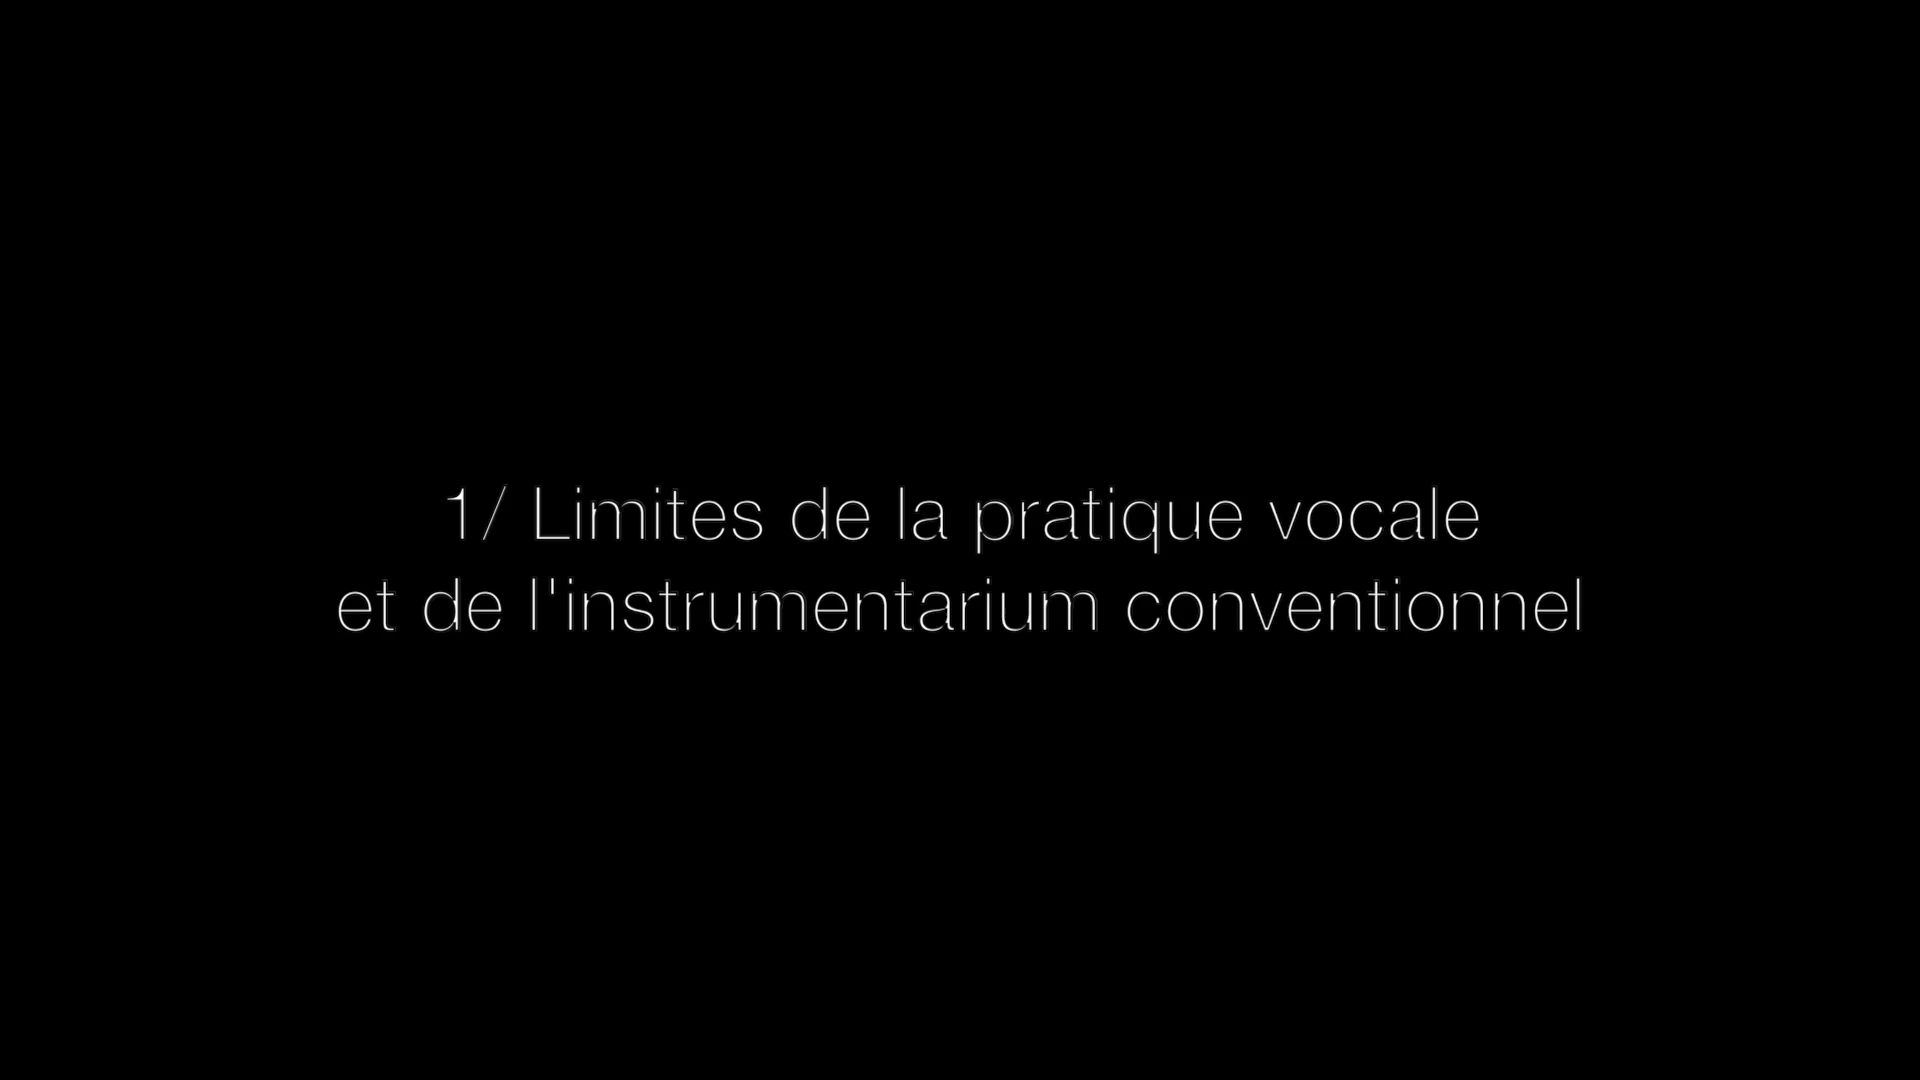 1/ Limites de la pratique vocale
et de l'instrumentarium conventionnel